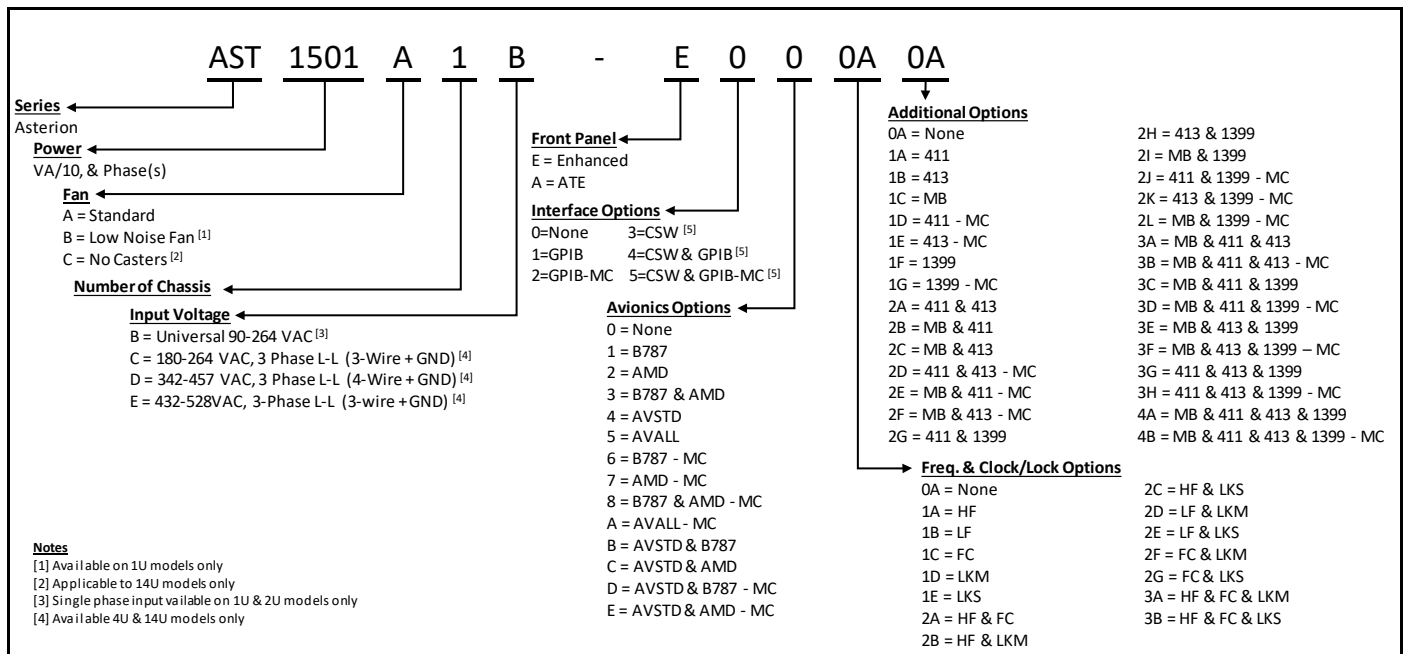 AST 1501 A 1 B - E 0 0 0A 0A
Series
Asterion
Power
VA/10, & Phase(s)
Fan
A = Standard
B = Low Noise Fan [1]
C = No Casters [2]
Number of Chassis
Input Voltage
B = Universal 90-264 VAC [3]
C = 180-264 VAC, 3 Phase L-L (3-Wire + GND) [4]
D = 342-457 VAC, 3 Phase L-L (4-Wire + GND) [4]
E = 432-528VAC, 3-Phase L-L (3-wire + GND) [4]
Front Panel
E = Enhanced
A = ATE
Interface Options
0=None 3=CSW [5]
1=GPIB 4=CSW & GPIB [5]
2=GPIB-MC 5=CSW & GPIB-MC [5]
Avionics Options
0 = None
1 = B787
2 = AMD
3 = B787 & AMD
4 = AVSTD
5 = AVALL
6 = B787 - MC
7 = AMD - MC
8 = B787 & AMD - MC
A = AVALL - MC
B = AVSTD & B787
C = AVSTD & AMD
D = AVSTD & B787 - MC
E = AVSTD & AMD - MC
Additional Options
0A = None
1A = 411
1B = 413
1C = MB
1D = 411 - MC
1E = 413 - MC
1F = 1399
1G = 1399 - MC
2A = 411 & 413
2B = MB & 411
2C = MB & 413
2D = 411 & 413 - MC
2E = MB & 411 - MC
2F = MB & 413 - MC
2G = 411 & 1399
2H = 413 & 1399
2I = MB & 1399
2J = 411 & 1399 - MC
2K = 413 & 1399 - MC
2L = MB & 1399 - MC
3A = MB & 411 & 413
3B = MB & 411 & 413 - MC
3C = MB & 411 & 1399
3D = MB & 411 & 1399 - MC
3E = MB & 413 & 1399
3F = MB & 413 & 1399 – MC
3G = 411 & 413 & 1399
3H = 411 & 413 & 1399 - MC
4A = MB & 411 & 413 & 1399
4B = MB & 411 & 413 & 1399 - MC
Freq. & Clock/Lock Options
0A = None
1A = HF
1B = LF
1C = FC
1D = LKM
1E = LKS
2A = HF & FC
2B = HF & LKM
2C = HF & LKS
2D = LF & LKM
2E = LF & LKS
2F = FC & LKM
2G = FC & LKS
3A = HF & FC & LKM
3B = HF & FC & LKS
Notes
[1] Available on 1U models only
[2] Applicable to 14U models only
[3] Single phase input vailable on 1U & 2U models only
[4] Available 4U & 14U models only